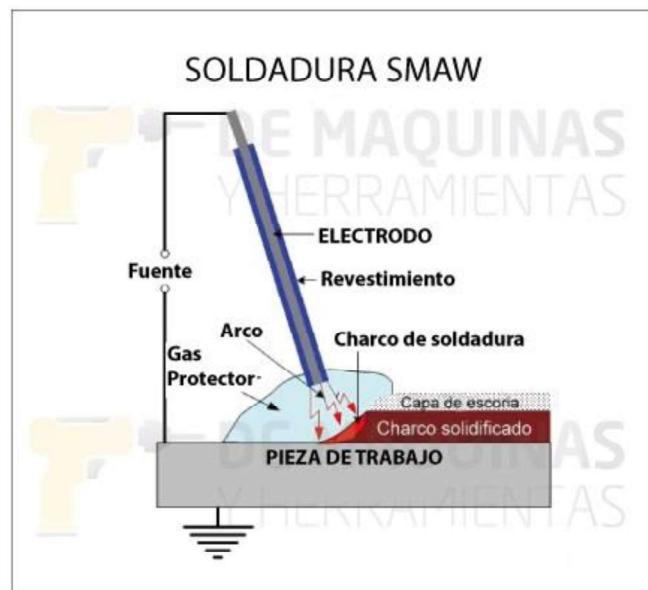 SOLDADURA SMAW
DE MAQUINAS
Y HERRAMIENTAS
ELECTRODO
Fuente
Revestimiento
Arco
Charco de soldadura
Gas
Protector
Capa de escoria
Charco solidificado
PIEZA DE TRABAJO
DE MAQUINAS
Y HERRAMIENTAS